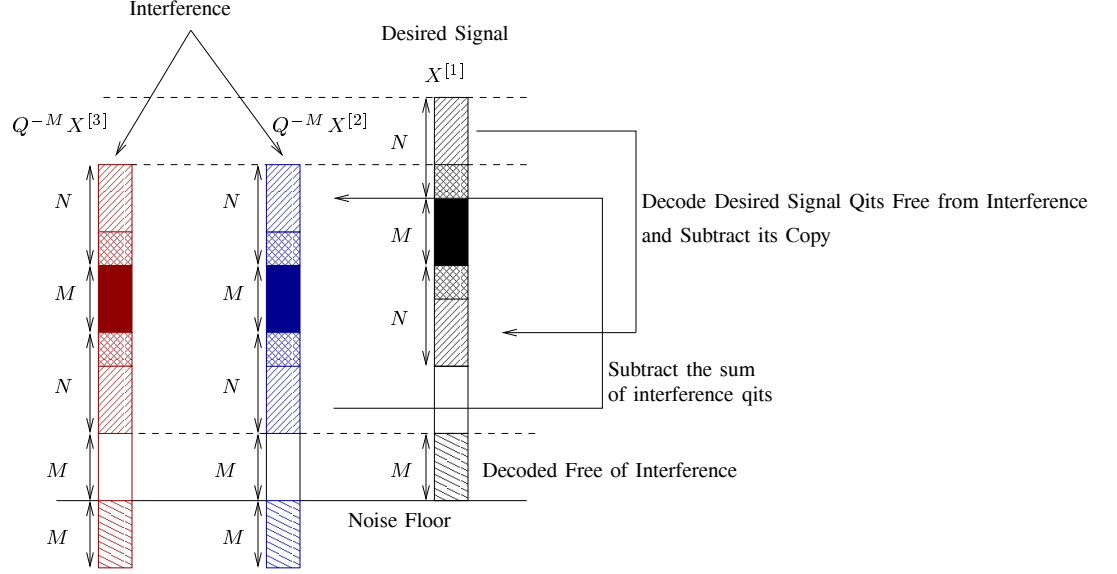 Interference
Desired Signal
X^[1]
Q^−M X^[3]
Q^−M X^[2]
N
N
N
M
M
M
N
N
N
M
M
M
M
M
Decode Desired Signal Qits Free from Interference
and Subtract its Copy
Subtract the sum
of interference qits
Decoded Free of Interference
Noise Floor